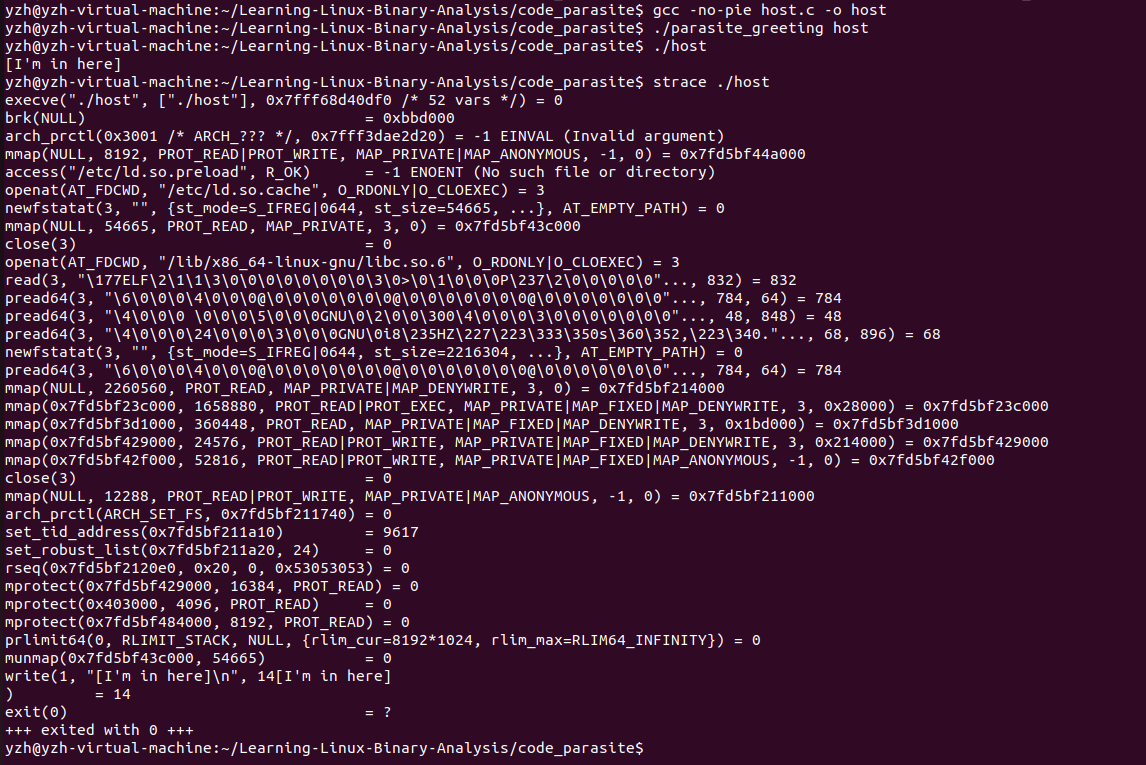 yzh@yzh-virtual-machine:~/Learning-Linux-Binary-Analysis/code_parasite$ gcc -no-pie host.c -o host
yzh@yzh-virtual-machine:~/Learning-Linux-Binary-Analysis/code_parasite$ ./parasite_greeting host
yzh@yzh-virtual-machine:~/Learning-Linux-Binary-Analysis/code_parasite$ ./host
[I'm in here]
yzh@yzh-virtual-machine:~/Learning-Linux-Binary-Analysis/code_parasite$ strace ./host
execve("./host", ["./host"], 0x7fff68d40df0 /* 52 vars */) = 0
brk(NULL)                               = 0xbbd000
arch_prctl(0x3001 /* ARCH_??? */, 0x7fff3dae2d20) = -1 EINVAL (Invalid argument)
mmap(NULL, 8192, PROT_READ|PROT_WRITE, MAP_PRIVATE|MAP_ANONYMOUS, -1, 0) = 0x7fd5bf44a000
access("/etc/ld.so.preload", R_OK)      = -1 ENOENT (No such file or directory)
openat(AT_FDCWD, "/etc/ld.so.cache", O_RDONLY|O_CLOEXEC) = 3
newfstatat(3, "", {st_mode=S_IFREG|0644, st_size=54665, ...}, AT_EMPTY_PATH) = 0
mmap(NULL, 54665, PROT_READ, MAP_PRIVATE, 3, 0) = 0x7fd5bf43c000
close(3)                                = 0
openat(AT_FDCWD, "/lib/x86_64-linux-gnu/libc.so.6", O_RDONLY|O_CLOEXEC) = 3
read(3, "\177ELF\2\1\1\3\0\0\0\0\0\0\0\0\3\0>\0\1\0\0\0P\237\2\0\0\0\0\0"..., 832) = 832
pread64(3, "\6\0\0\0\4\0\0\0@\0\0\0\0\0\0\0@\0\0\0\0\0\0\0@\0\0\0\0\0\0\0"..., 784, 64) = 784
pread64(3, "\4\0\0\0 \0\0\0\5\0\0\0GNU\0\2\0\0\300\4\0\0\0\3\0\0\0\0\0\0\0"..., 48, 848) = 48
pread64(3, "\4\0\0\0\24\0\0\0\3\0\0\0GNU\0i8\235HZ\227\223\333\350s\360\352,\223\340."..., 68, 896) = 68
newfstatat(3, "", {st_mode=S_IFREG|0644, st_size=2216304, ...}, AT_EMPTY_PATH) = 0
pread64(3, "\6\0\0\0\4\0\0\0@\0\0\0\0\0\0\0@\0\0\0\0\0\0\0@\0\0\0\0\0\0\0"..., 784, 64) = 784
mmap(NULL, 2260560, PROT_READ, MAP_PRIVATE|MAP_DENYWRITE, 3, 0) = 0x7fd5bf214000
mmap(0x7fd5bf23c000, 1658880, PROT_READ|PROT_EXEC, MAP_PRIVATE|MAP_FIXED|MAP_DENYWRITE, 3, 0x28000) = 0x7fd5bf23c000
mmap(0x7fd5bf3d1000, 360448, PROT_READ, MAP_PRIVATE|MAP_FIXED|MAP_DENYWRITE, 3, 0x1bd000) = 0x7fd5bf3d1000
mmap(0x7fd5bf429000, 24576, PROT_READ|PROT_WRITE, MAP_PRIVATE|MAP_FIXED|MAP_DENYWRITE, 3, 0x214000) = 0x7fd5bf429000
mmap(0x7fd5bf42f000, 52816, PROT_READ|PROT_WRITE, MAP_PRIVATE|MAP_FIXED|MAP_ANONYMOUS, -1, 0) = 0x7fd5bf42f000
close(3)                                = 0
mmap(NULL, 12288, PROT_READ|PROT_WRITE, MAP_PRIVATE|MAP_ANONYMOUS, -1, 0) = 0x7fd5bf211000
arch_prctl(ARCH_SET_FS, 0x7fd5bf211740) = 0
set_tid_address(0x7fd5bf211a10)         = 9617
set_robust_list(0x7fd5bf211a20, 24)     = 0
rseq(0x7fd5bf2120e0, 0x20, 0, 0x53053053) = 0
mprotect(0x7fd5bf429000, 16384, PROT_READ) = 0
mprotect(0x403000, 4096, PROT_READ)     = 0
mprotect(0x7fd5bf484000, 8192, PROT_READ) = 0
prlimit64(0, RLIMIT_STACK, NULL, {rlim_cur=8192*1024, rlim_max=RLIM64_INFINITY}) = 0
munmap(0x7fd5bf43c000, 54665)           = 0
write(1, "[I'm in here]\n", 14[I'm in here]
)         = 14
exit(0)                                 = ?
+++ exited with 0 +++
yzh@yzh-virtual-machine:~/Learning-Linux-Binary-Analysis/code_parasite$